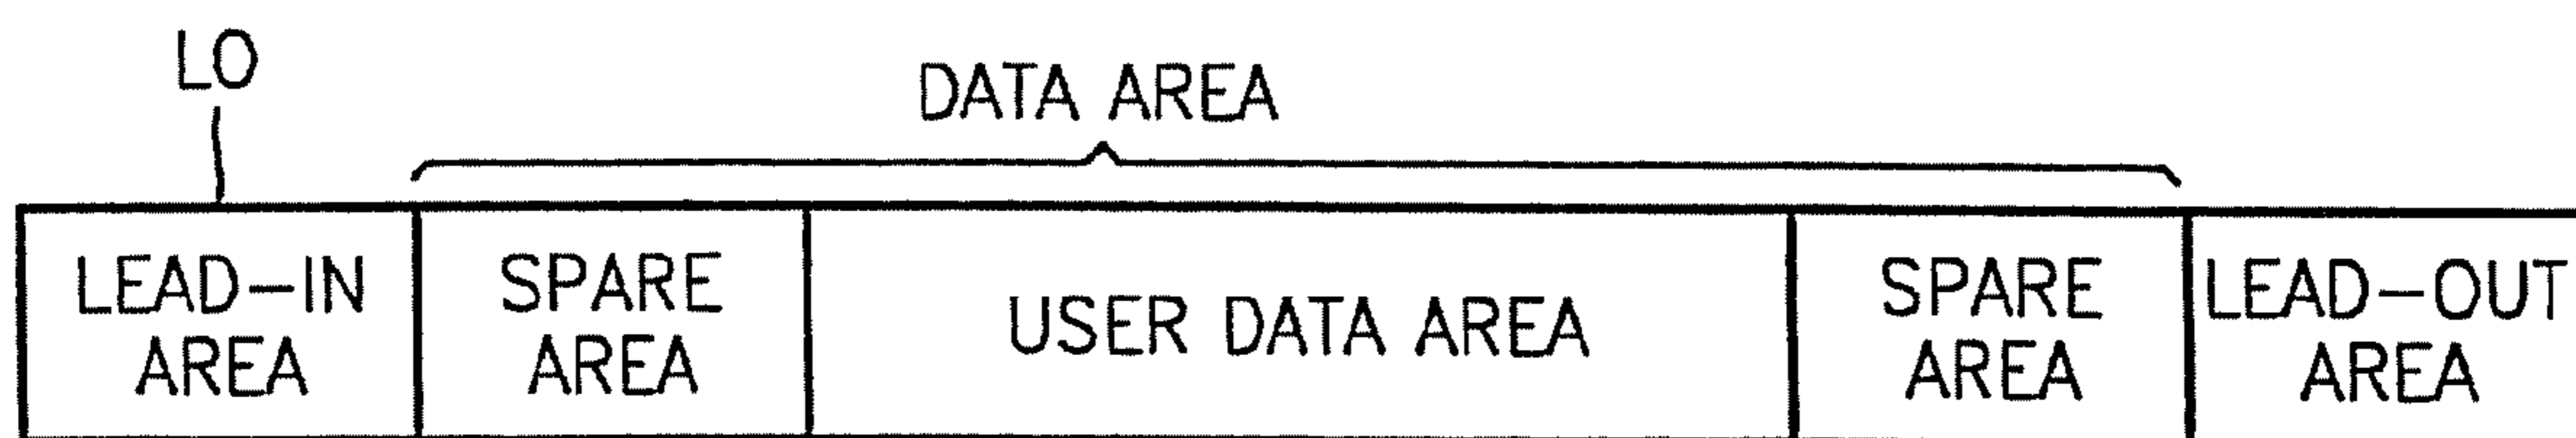 LO
DATA AREA
LEAD-IN
AREA
SPARE
AREA
USER DATA AREA
SPARE
AREA
LEAD-OUT
AREA